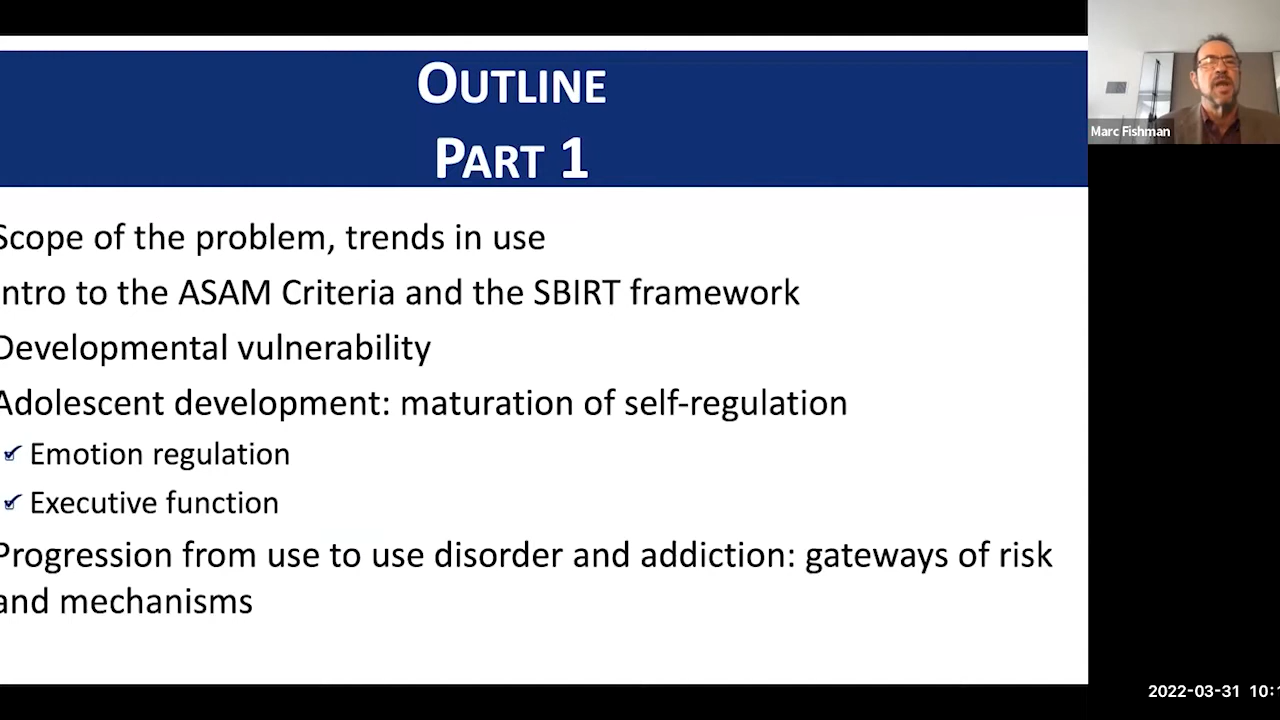 OUTLINE
PART 1
Marc Fishman
Scope of the problem, trends in use
ntro to the ASAM Criteria and the SBIRT framework
Developmental vulnerability
Adolescent development: maturation of self-regulation
Emotion regulation
Executive function
Progression from use to use disorder and addiction: gateways of risk
and mechanisms
2022-03-31 10:1